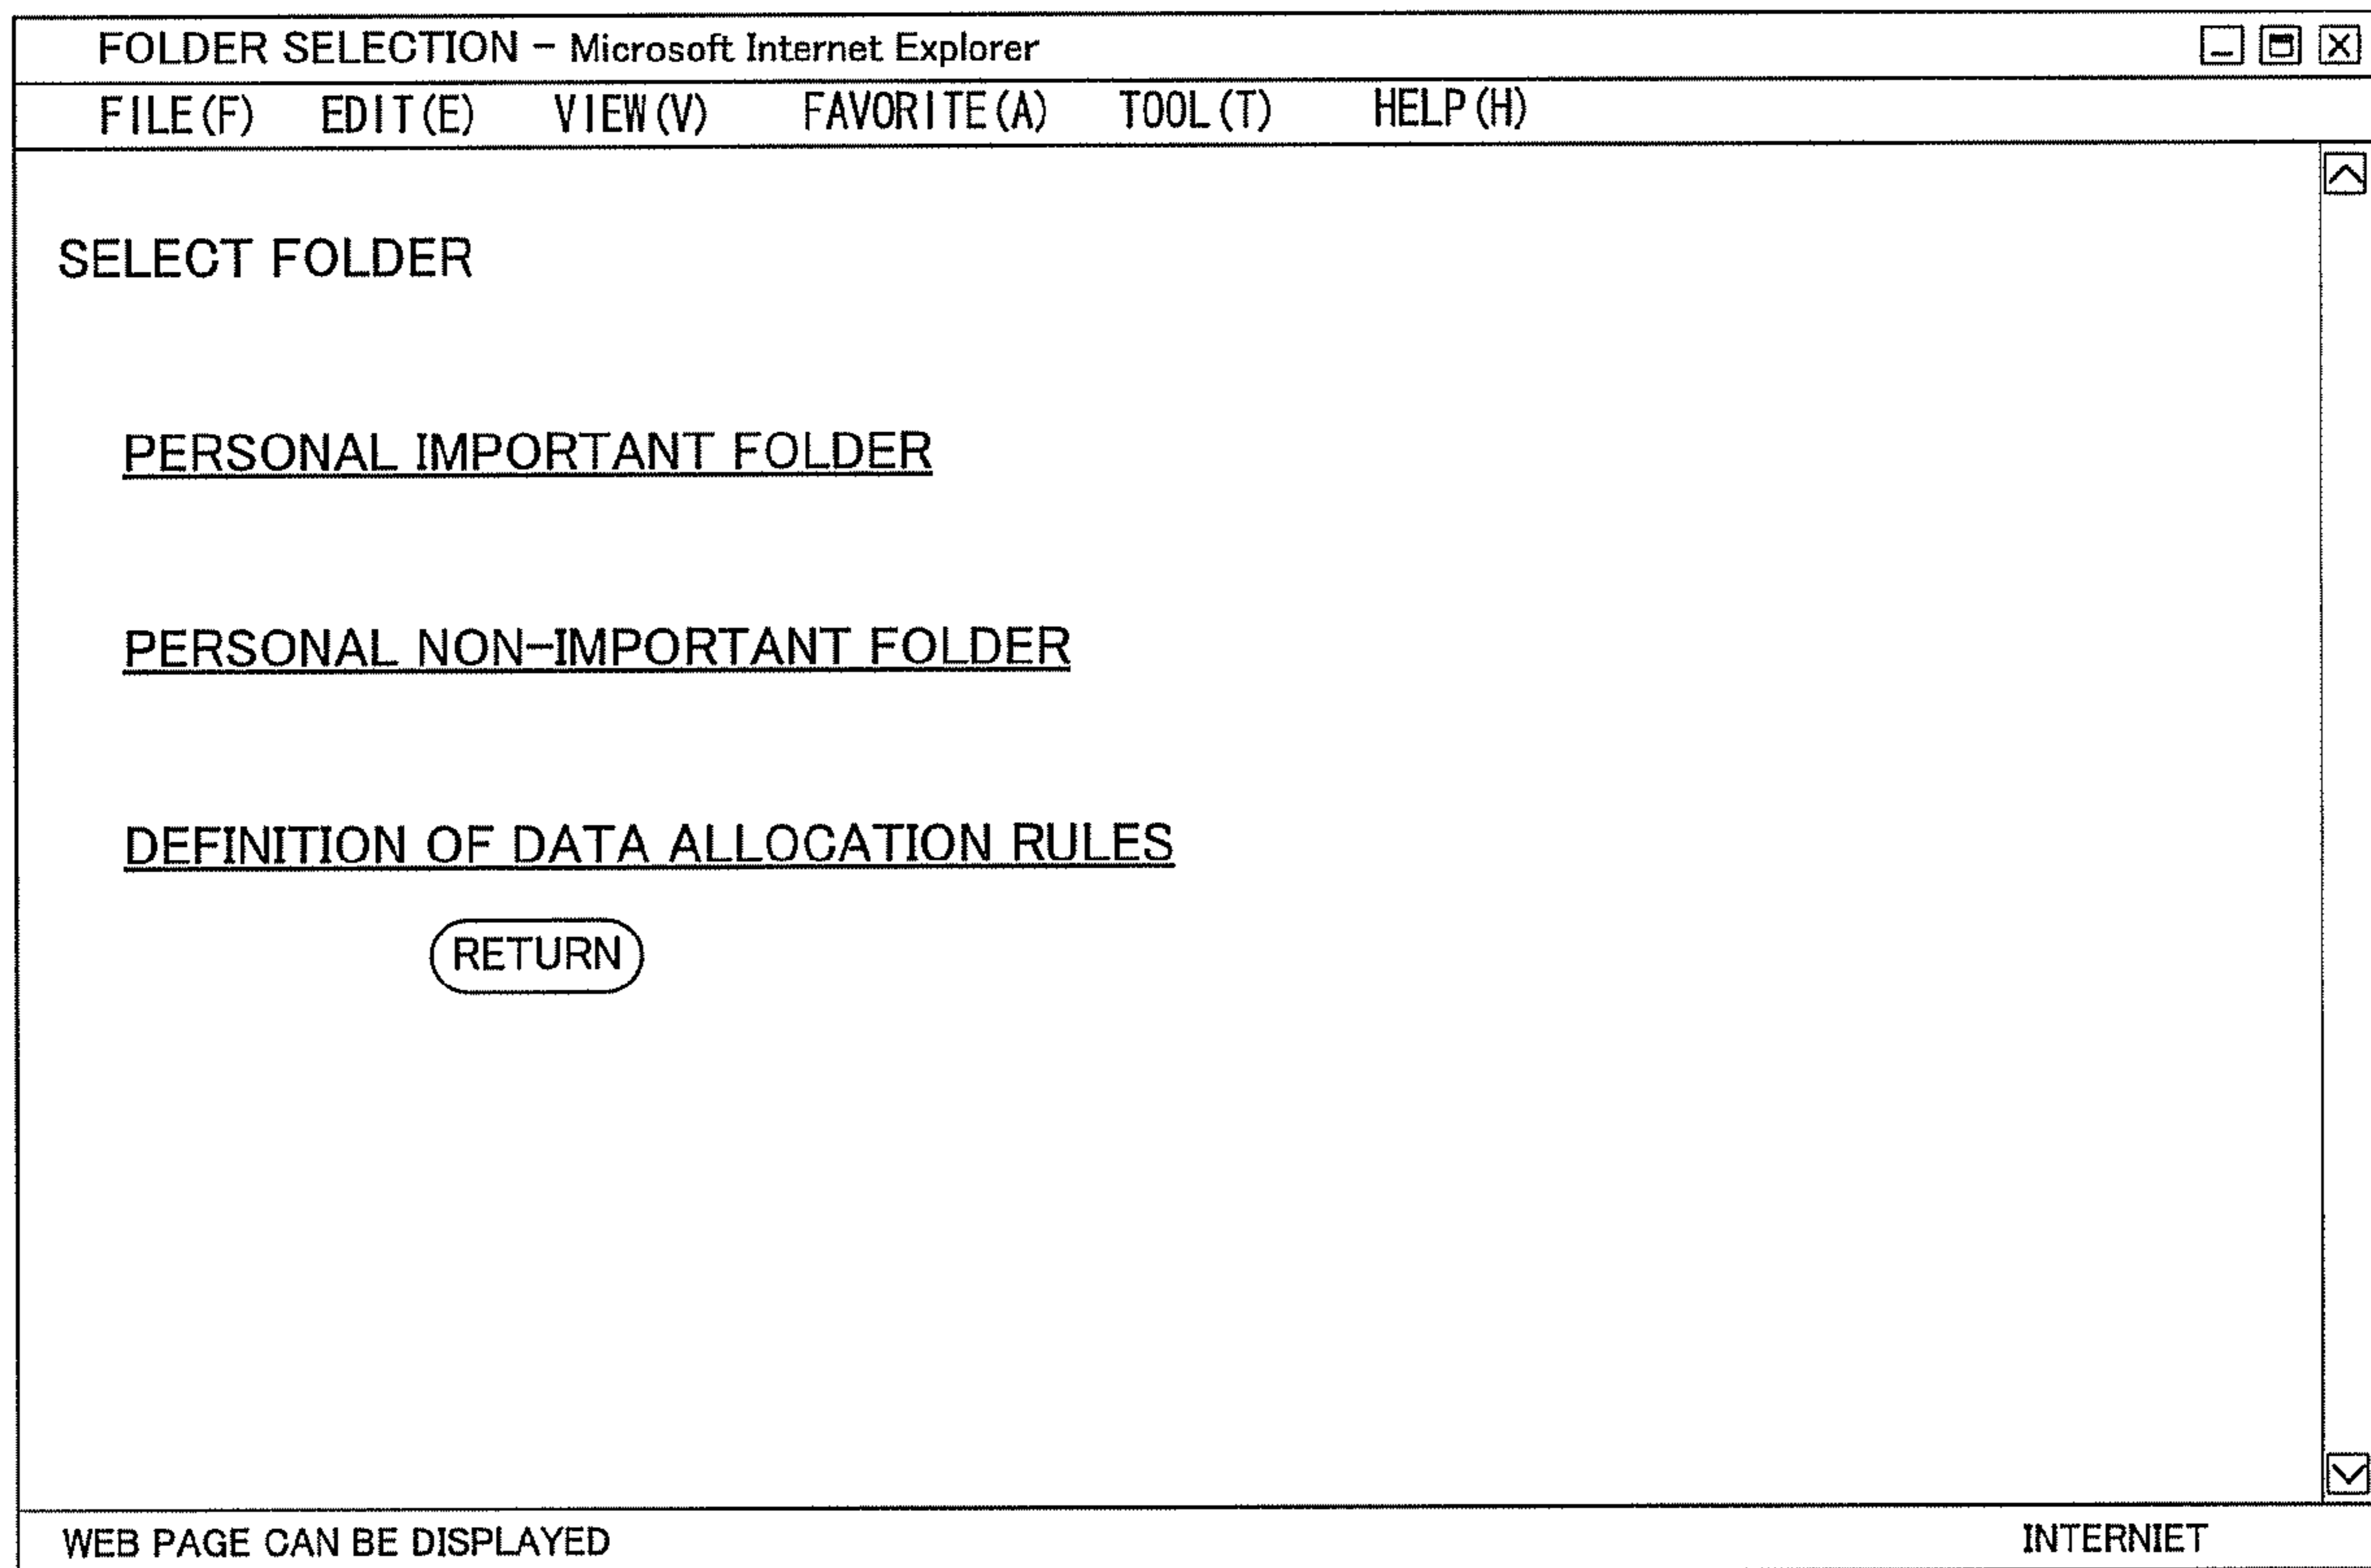 FOLDER SELECTION - Microsoft Internet Explorer
FILE(F) EDIT(E) VIEW(V) FAVORITE(A) TOOL(T) HELP(H)
SELECT FOLDER
PERSONAL IMPORTANT FOLDER
PERSONAL NON-IMPORTANT FOLDER
DEFINITION OF DATA ALLOCATION RULES
RETURN
WEB PAGE CAN BE DISPLAYED INTERNIET